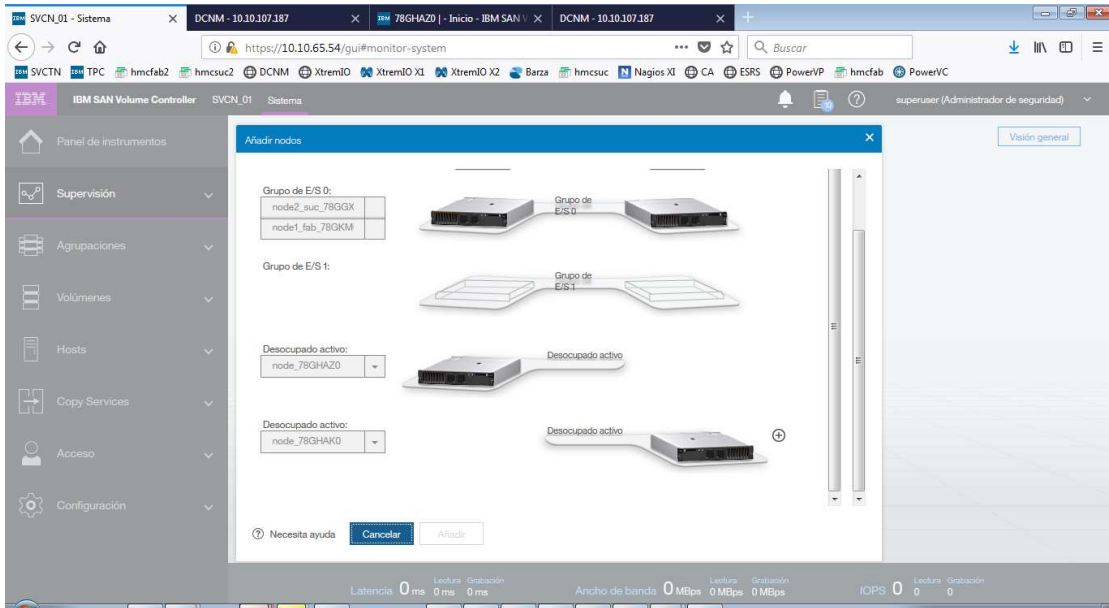 SVCN_01 - Sistema
DCNM - 10.10.107.187
78GHAZ0 | - Inicio - IBM SAN V
DCNM - 10.10.107.187
https://10.10.65.54/gui#monitor-system
Buscar
SVCTN TPC hmcfab2 hmcsuc2 DCNM XtremIO XtremIO X1 XtremIO X2 Barza hmcsuc Nagios XI CA ESRS PowerVP hmcfab PowerVC
IBM IBM SAN Volume Controller SVCN_01 Sistema superuser (Administrador de seguridad)
Panel de instrumentos
Supervisión
Agrupaciones
Volúmenes
Hosts
Copy Services
Acceso
Configuración
Visión general
Añadir nodos
Grupo de E/S 0:
node2_suc_78GGX
node1_fab_78GKM
Grupo de
E/S 0
Grupo de E/S 1:
Grupo de
E/S 1
Desocupado activo:
node_78GHAZ0
Desocupado activo
Desocupado activo:
node_78GHAK0
Desocupado activo
Necesita ayuda Cancelar Añadir
Latencia 0 ms Lectura 0 ms Grabación 0 ms
Ancho de banda 0 MBps Lectura 0 MBps Grabación 0 MBps
IOPS 0 Lectura 0 Grabación 0